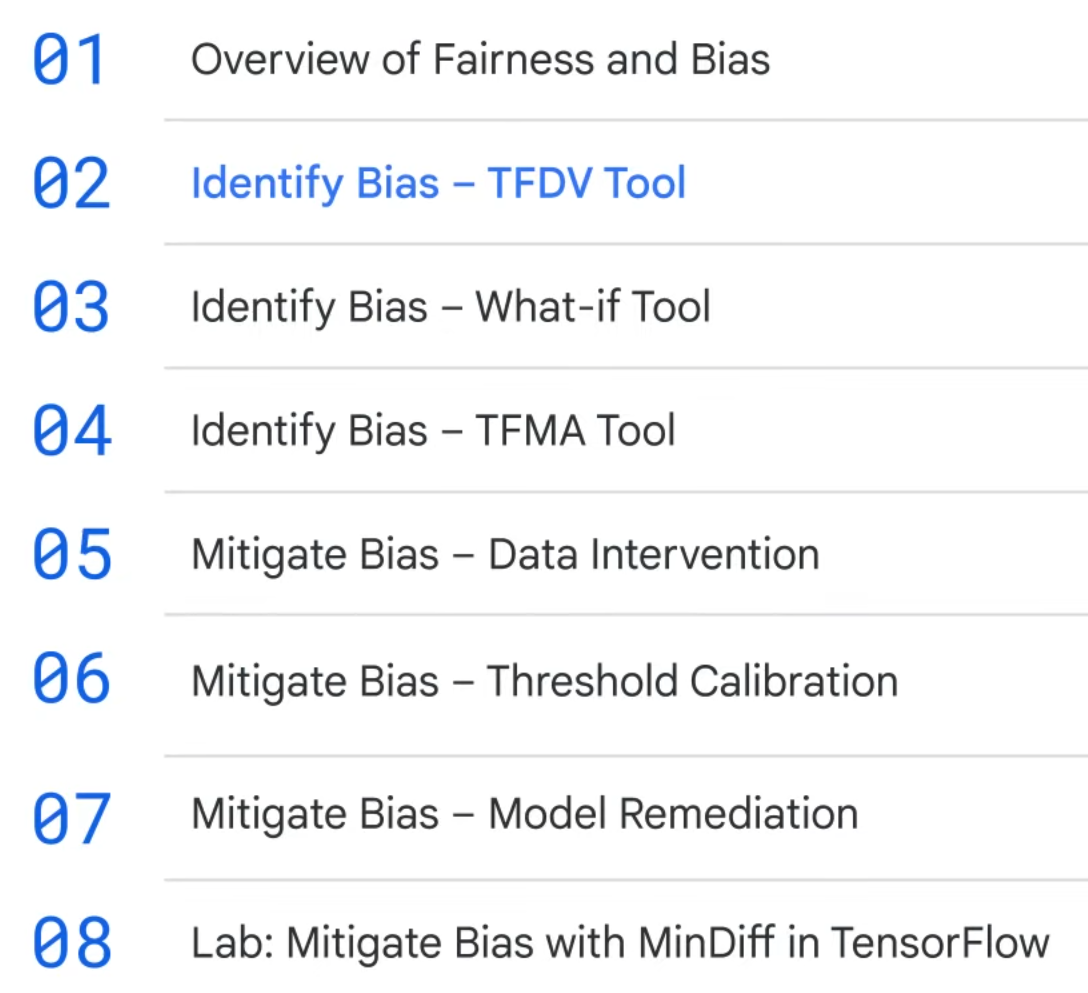 01 Overview of Fairness and Bias
02 Identify Bias – TFDV Tool
03 Identify Bias – What-if Tool
04 Identify Bias – TFMA Tool
05 Mitigate Bias – Data Intervention
06 Mitigate Bias – Threshold Calibration
07 Mitigate Bias – Model Remediation
08 Lab: Mitigate Bias with MinDiff in TensorFlow